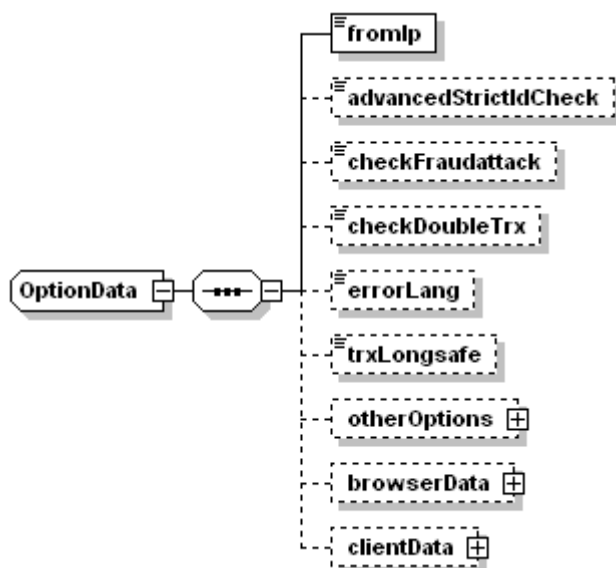 fromIp
advancedStrictIdCheck
checkFraudattack
checkDoubleTrx
OptionData
errorLang
trxLongsafe
otherOptions
browserData
clientData